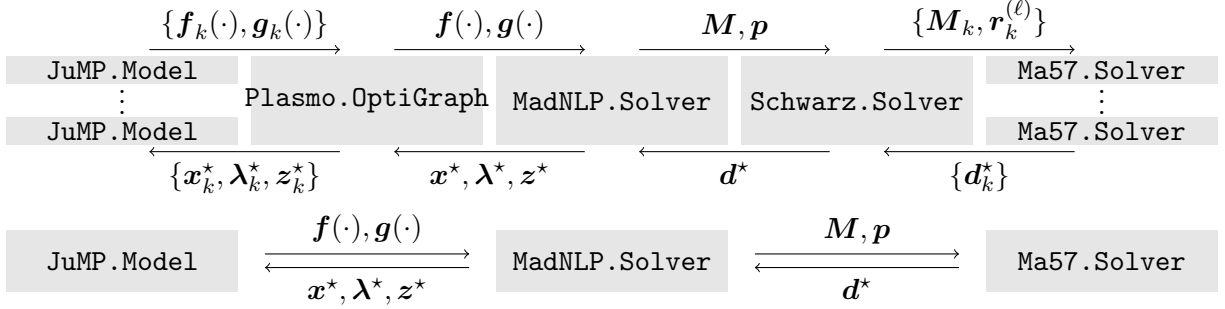 {f_k(·), g_k(·)} f(·), g(·) M, p {M_k, r_k^(ℓ)}
JuMP.Model Ma57.Solver
⋮ Plasmo.OptiGraph MadNLP.Solver Schwarz.Solver ⋮
JuMP.Model Ma57.Solver
{x_k^⋆, λ_k^⋆, z_k^⋆} x^⋆, λ^⋆, z^⋆ d^⋆ {d_k^⋆}
f(·), g(·) M, p
JuMP.Model MadNLP.Solver Ma57.Solver
x^⋆, λ^⋆, z^⋆ d^⋆